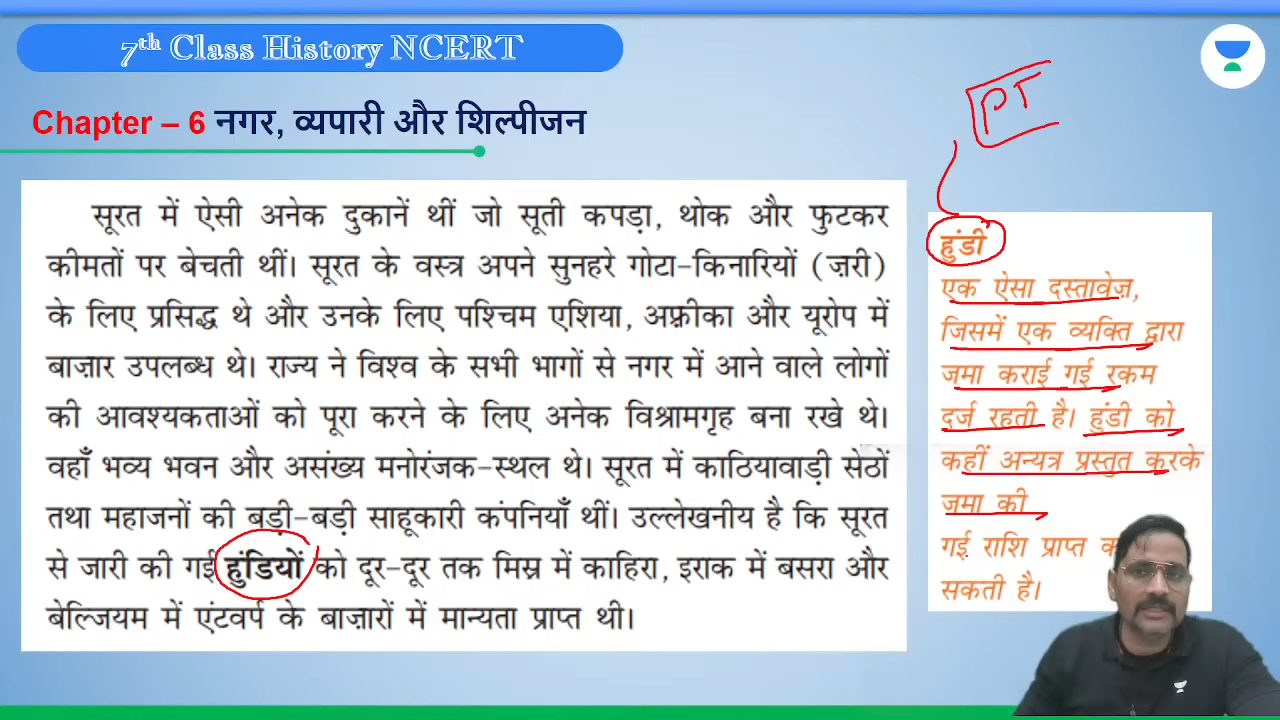 7th Class History NCERT
PT
Chapter – 6 नगर, व्यपारी और शिल्पीजन
सूरत में ऐसी अनेक दुकानें थीं जो सूती कपड़ा, थोक और फुटकर
कीमतों पर बेचती थीं। सूरत के वस्त्र अपने सुनहरे गोटा-किनारियों (ज़री)
के लिए प्रसिद्ध थे और उनके लिए पश्चिम एशिया, अफ़्रीका और यूरोप में
बाज़ार उपलब्ध थे। राज्य ने विश्व के सभी भागों से नगर में आने वाले लोगों
की आवश्यकताओं को पूरा करने के लिए अनेक विश्रामगृह बना रखे थे।
वहाँ भव्य भवन और असंख्य मनोरंजक-स्थल थे। सूरत में काठियावाड़ी सेठों
तथा महाजनों की बड़ी-बड़ी साहूकारी कंपनियाँ थीं। उल्लेखनीय है कि सूरत
से जारी की गई हुंडियों को दूर-दूर तक मिस्र में काहिरा, इराक में बसरा और
बेल्जियम में एंटवर्प के बाज़ारों में मान्यता प्राप्त थी।
हुंडी
एक ऐसा दस्तावेज़,
जिसमें एक व्यक्ति द्वारा
जमा कराई गई रकम
दर्ज रहती है। हुंडी को
कहीं अन्यत्र प्रस्तुत करके
जमा की
गई राशि प्राप्त
सकती है।